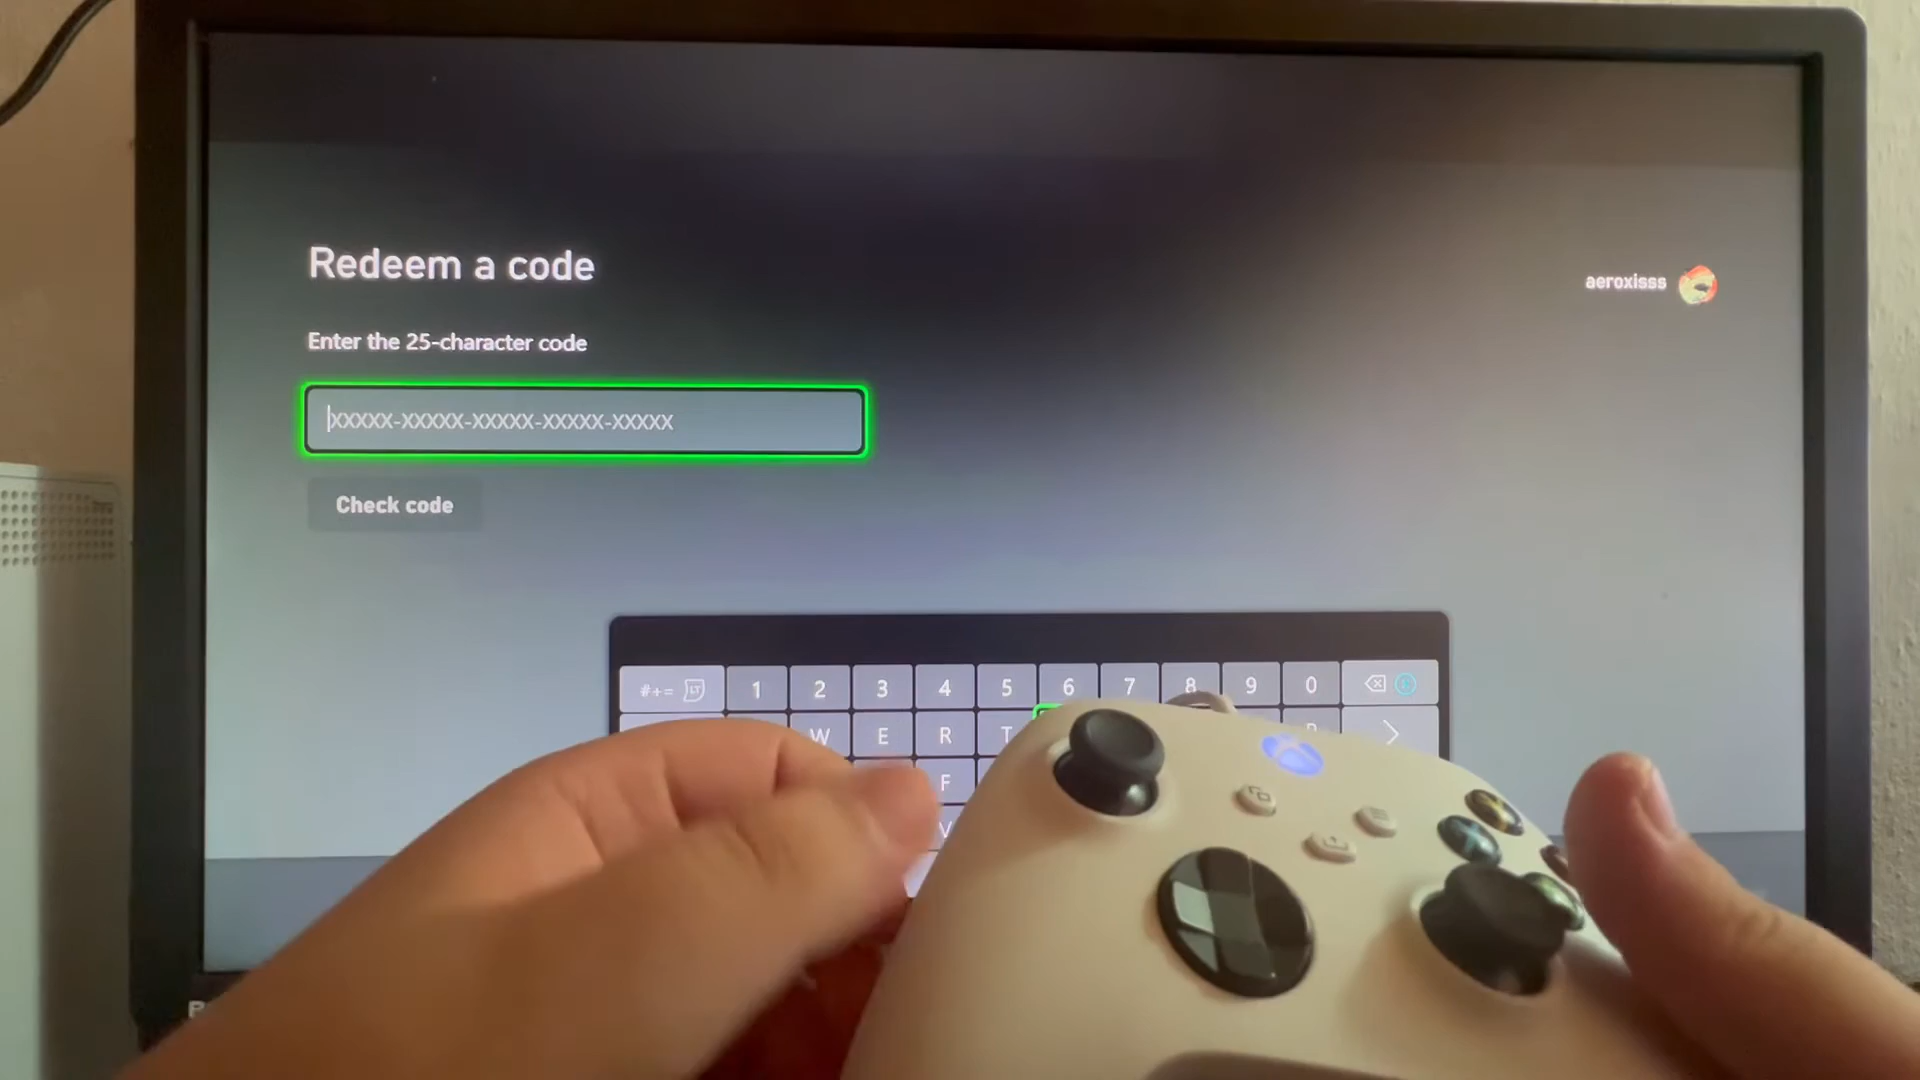 Redeem a code
aeroxisss
Enter the 25-character code
XXXXX-XXXXX-XXXXX-XXXXX-XXXXX
Check code
#+= LT 1 2 3 4 5 6 7 8 9 0
W E R T
F
V